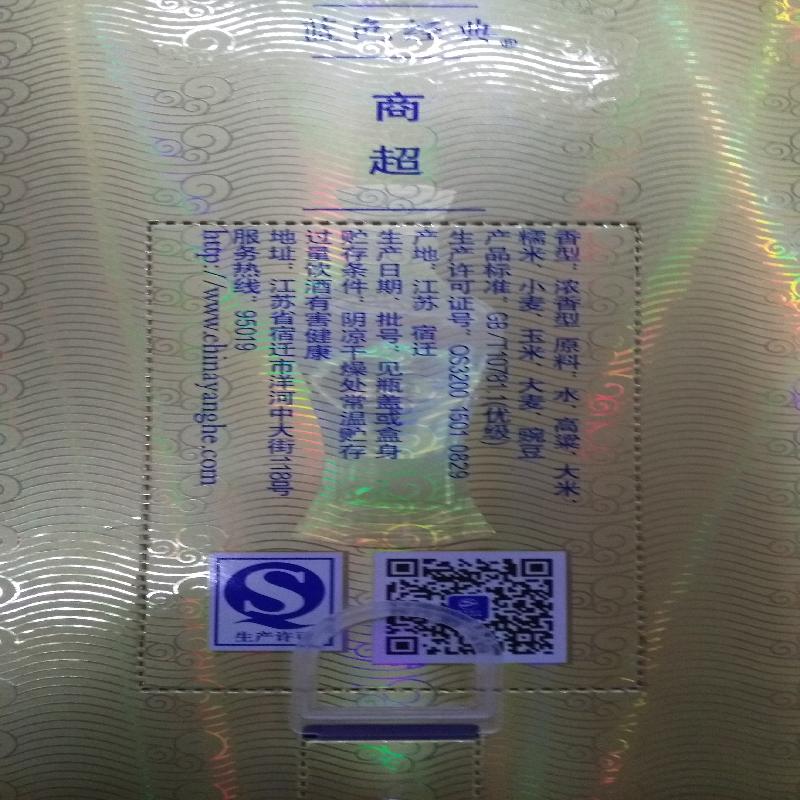 蓝色经典®
商
超
香型：浓香型 原料：水、高粱、大米、
糯米、小麦、玉米、大麦、豌豆
产品标准：GB/T10781.1(优级)
生产许可证号：QS3200 1501 0829
产地：江苏 宿迁
生产日期、批号：见瓶盖或盒身
贮存条件：阴凉干燥处常温贮存
过量饮酒有害健康
地址：江苏省宿迁市洋河中大街118号
服务热线：95019
http://www.chinayanghe.com
生产许可